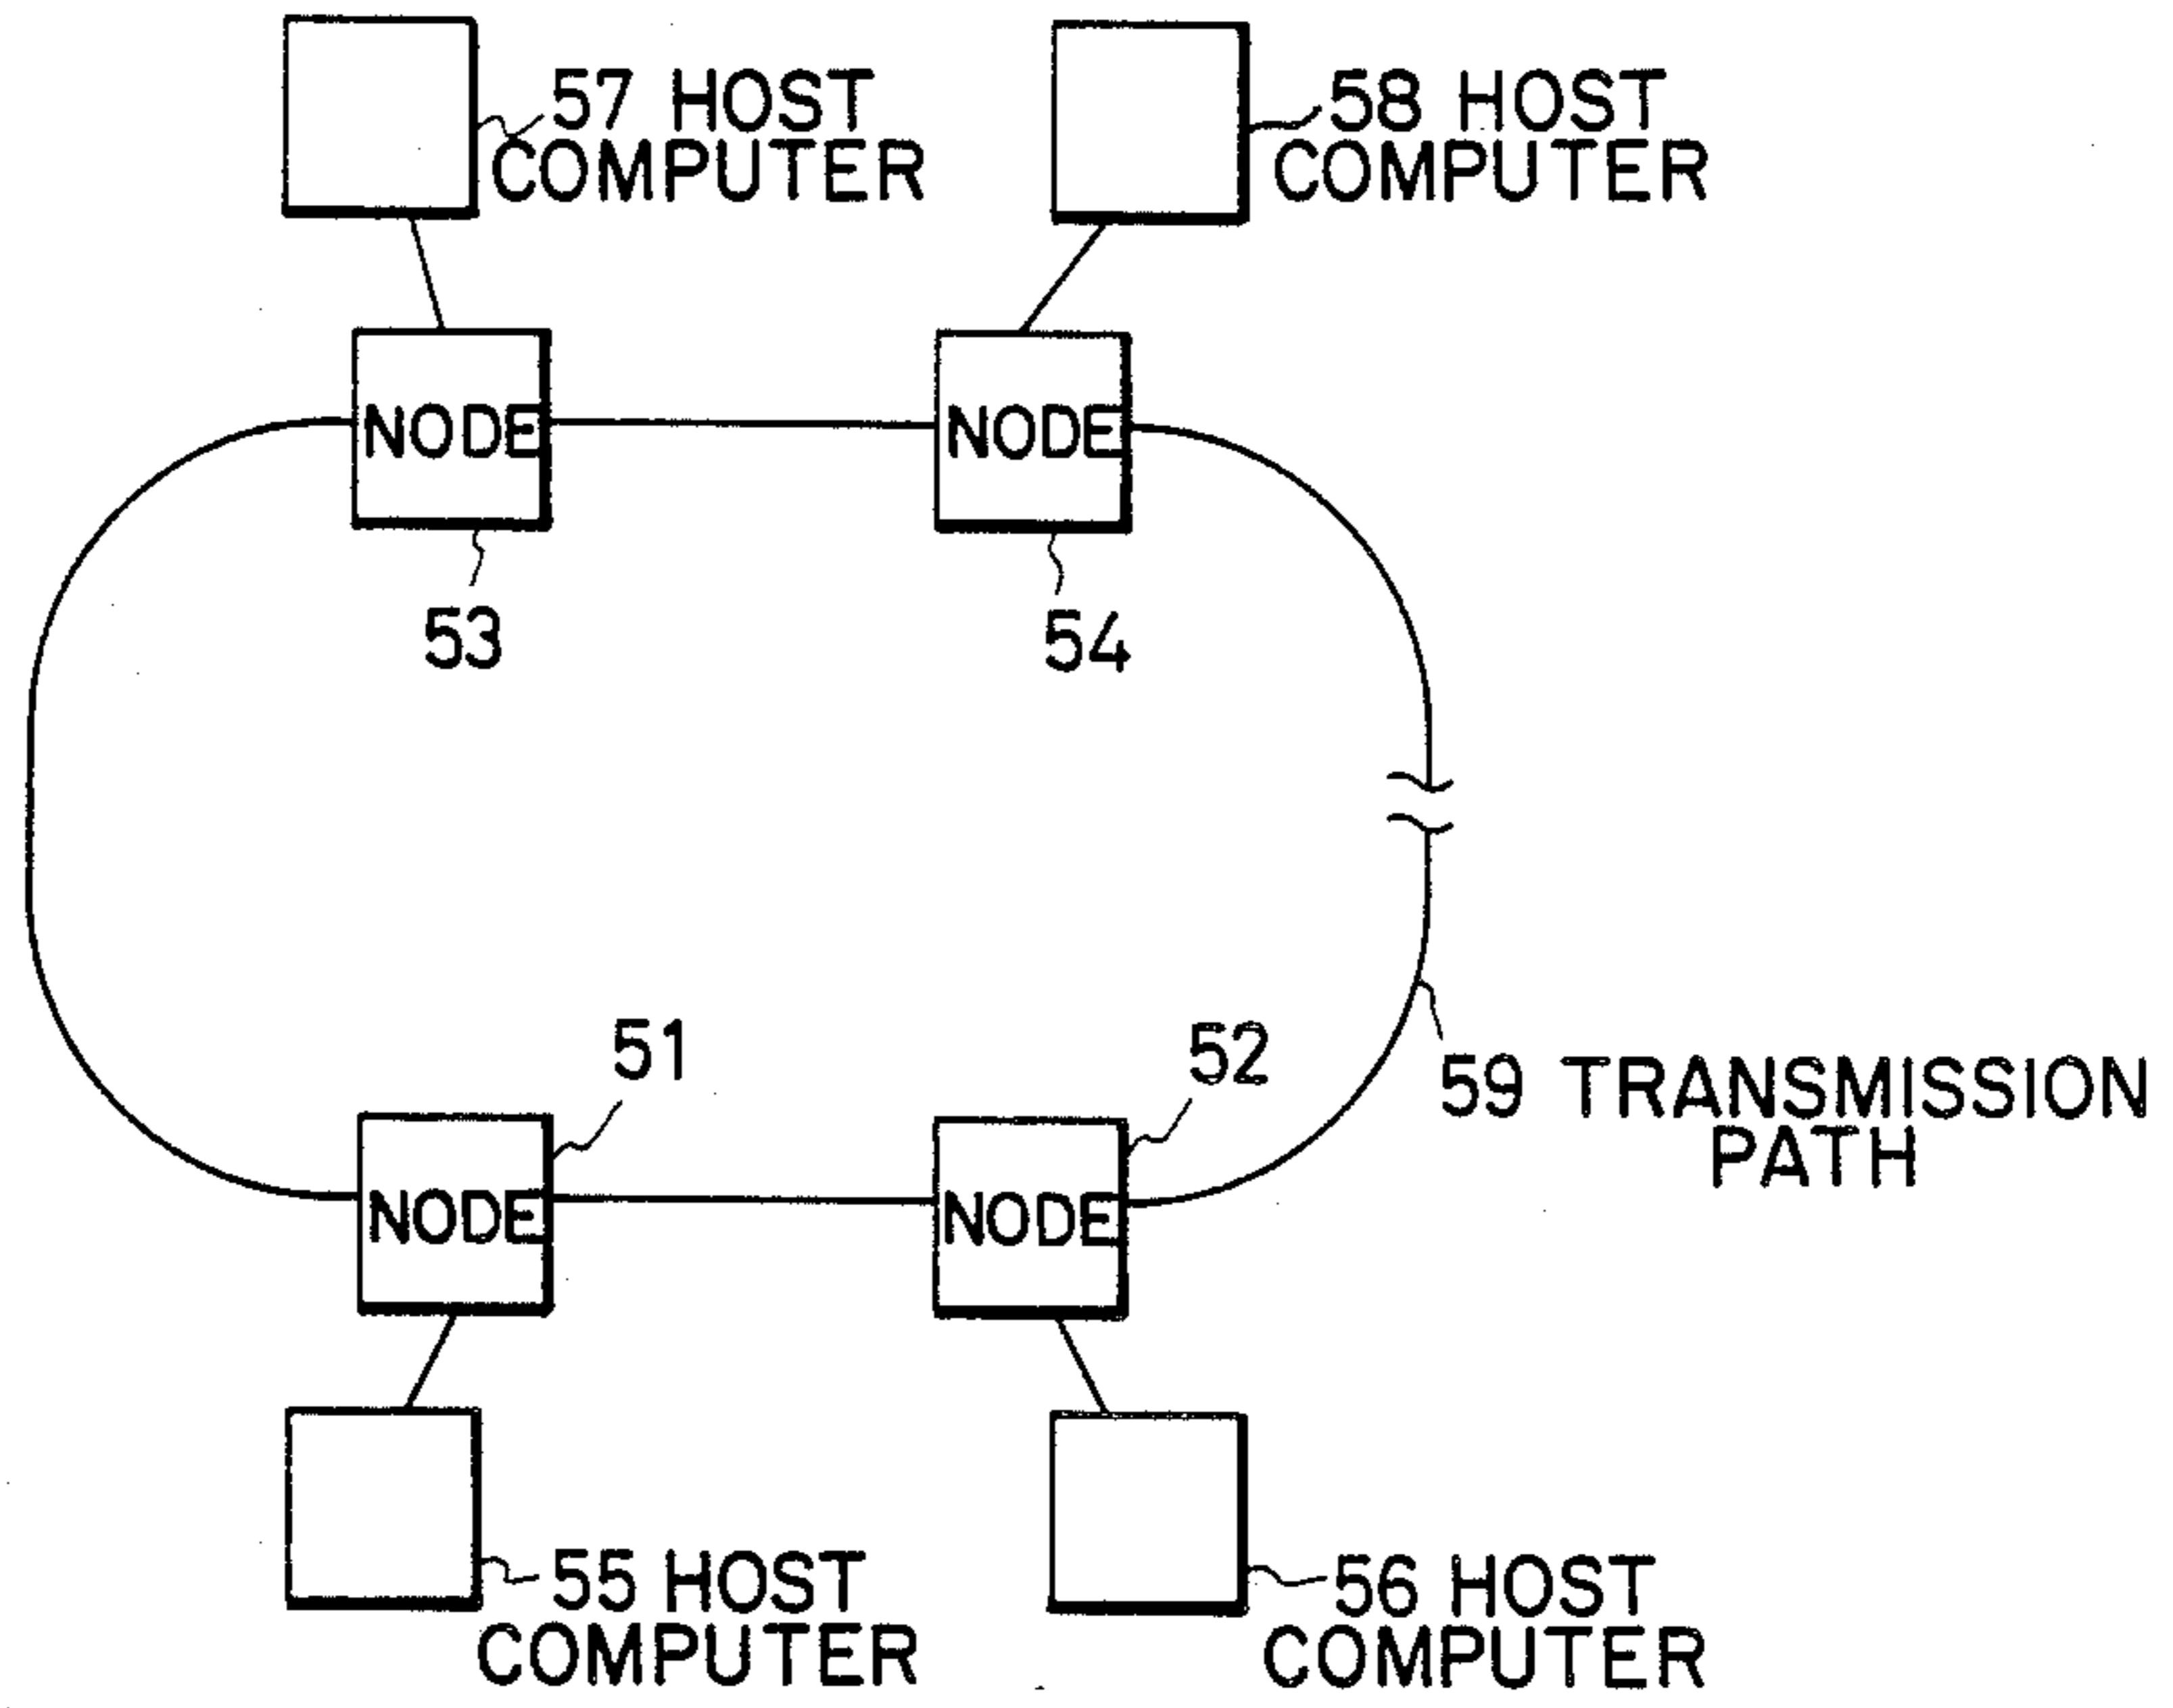 57 HOST
COMPUTER
58 HOST
COMPUTER
NODE
NODE
53
54
51
52
59 TRANSMISSION
PATH
NODE
NODE
55 HOST
COMPUTER
56 HOST
COMPUTER